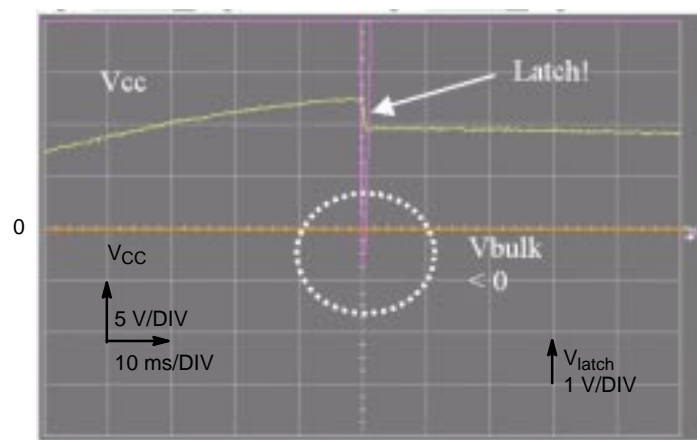 Vcc
Latch!
0
VCC
Vbulk
< 0
5 V/DIV
10 ms/DIV
Vlatch
1 V/DIV